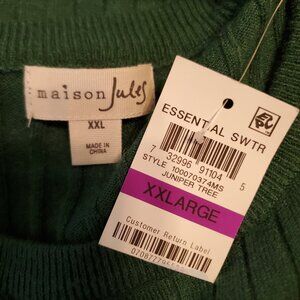 maison Jules
XXL
MADE IN
CHINA
ESSENTIAL SWTR
7 32996 91104 5
STYLE 100070374MS
JUNIPER TREE
XXLARGE
Customer Return Label